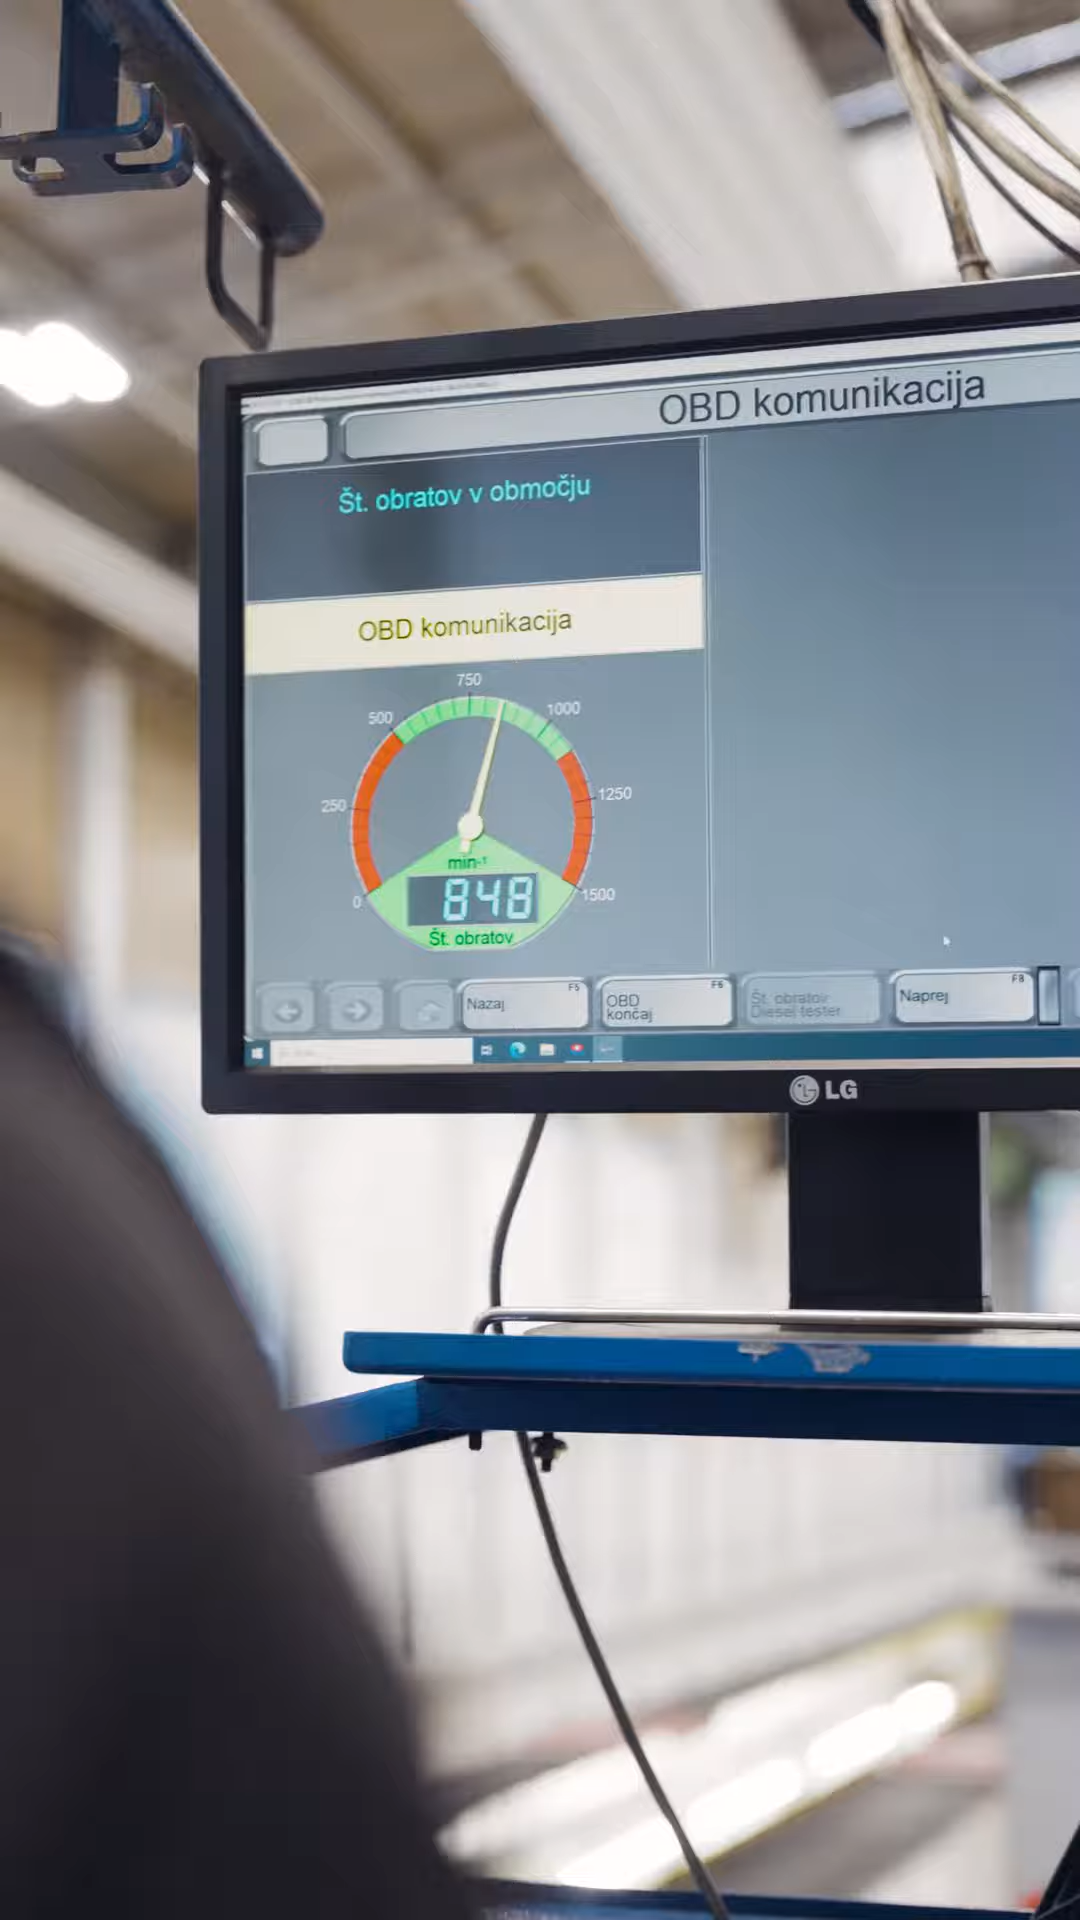 OBD komunikacija
Št. obratov v območju
OBD komunikacija
750
500
1000
250
1250
min-¹
848
0
1500
Št. obratov
F5
Nazaj
F6
OBD
končaj
Št. obratov
Diesel tester
F8
Naprej
LG